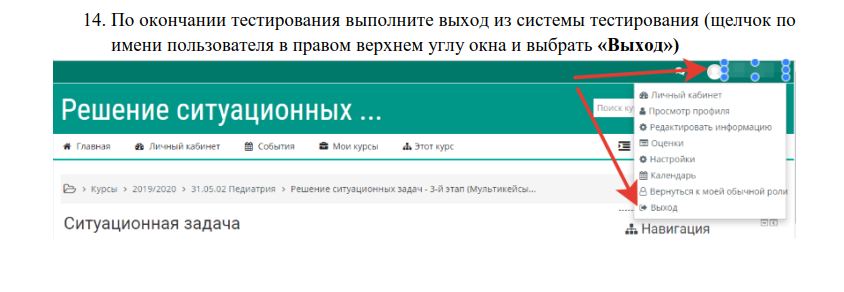 14. По окончании тестирования выполните выход из системы тестирования (щелчок по
имени пользователя в правом верхнем углу окна и выбрать «Выход»)
Решение ситуационных ...
Поиск ку
Личный кабинет
Просмотр профиля
Редактировать информацию
Оценки
Настройки
Календарь
Вернуться к моей обычной роли
Выход
Главная Личный кабинет События Мои курсы Этот курс
Курсы › 2019/2020 › 31.05.02 Педиатрия › Решение ситуационных задач - 3-й этап (Мультикейсы...
Ситуационная задача
Навигация